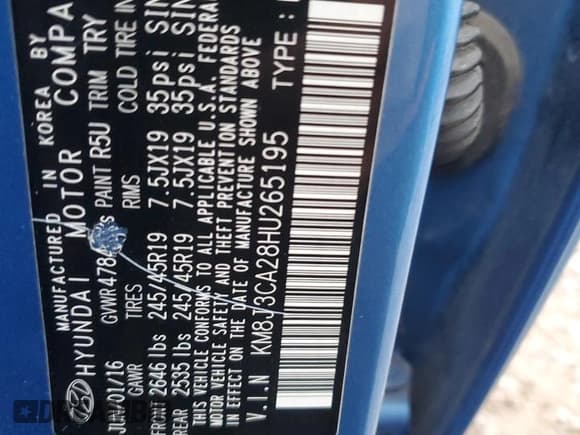 MANUFACTURED IN KOREA BY
HYUNDAI MOTOR COMPA
JUL/01/16 GVWR 4784 PAINT R5U TRIM TRY
GAWR TIRES RIMS COLD TIRE IN
FRONT 2646 lbs 245/45R19 7.5JX19 35psi SIN
REAR 2535 lbs 245/45R19 7.5JX19 35psi SIN
THIS VEHICLE CONFORMS TO ALL APPLICABLE U.S.A. FEDERA
MOTOR VEHICLE SAFETY AND THEFT PREVENTION STANDARDS
IN EFFECT ON THE DATE OF MANUFACTURE SHOWN ABOVE
V.I.N KM8J3CA28HU265195 TYPE: